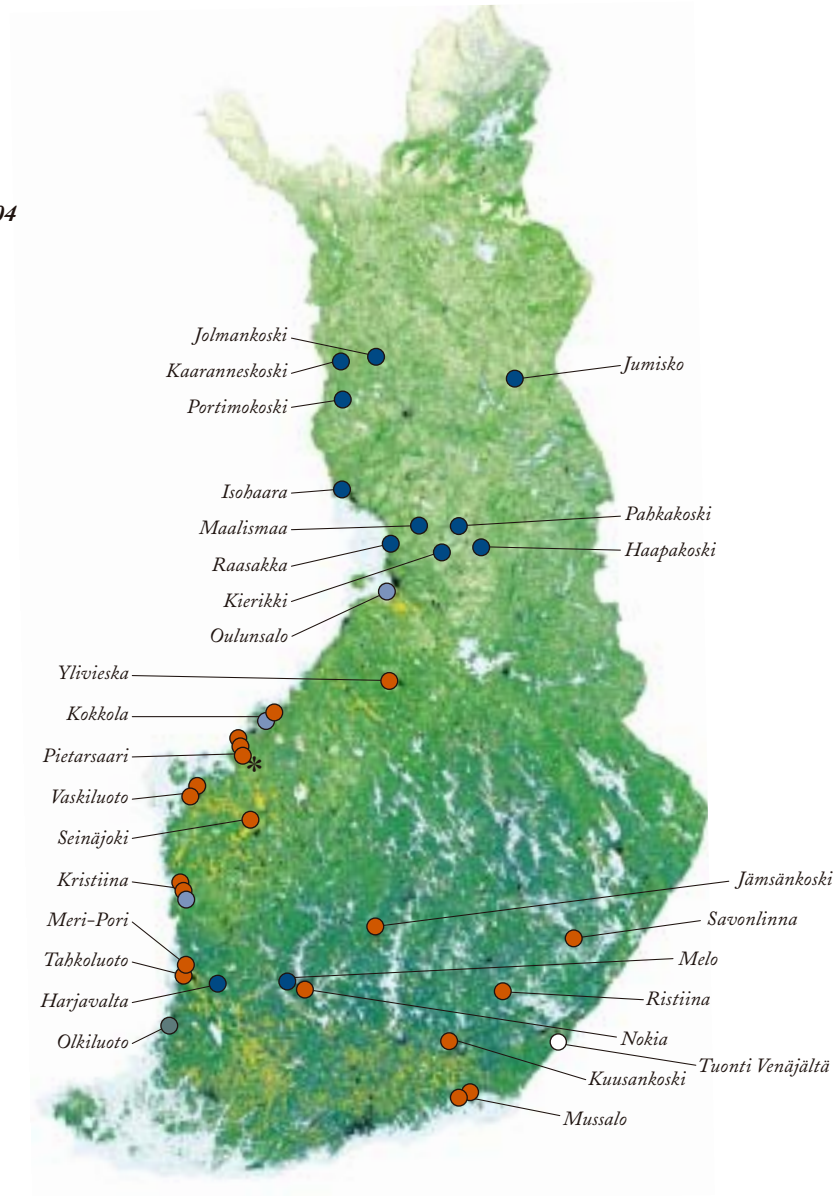 04
Jolmankoski
Kaaranneskoski
Jumisko
Portimokoski
Isohaara
Maalismaa
Pahkakoski
Raasakka
Haapakoski
Kierikki
Oulunsalo
Ylivieska
Kokkola
Pietarsaari
*
Vaskiluoto
Seinäjoki
Kristiina
Jämsänkoski
Meri-Pori
Savonlinna
Tahkoluoto
Melo
Harjavalta
Ristiina
Olkiluoto
Nokia
Tuonti Venäjältä
Kuusankoski
Mussalo